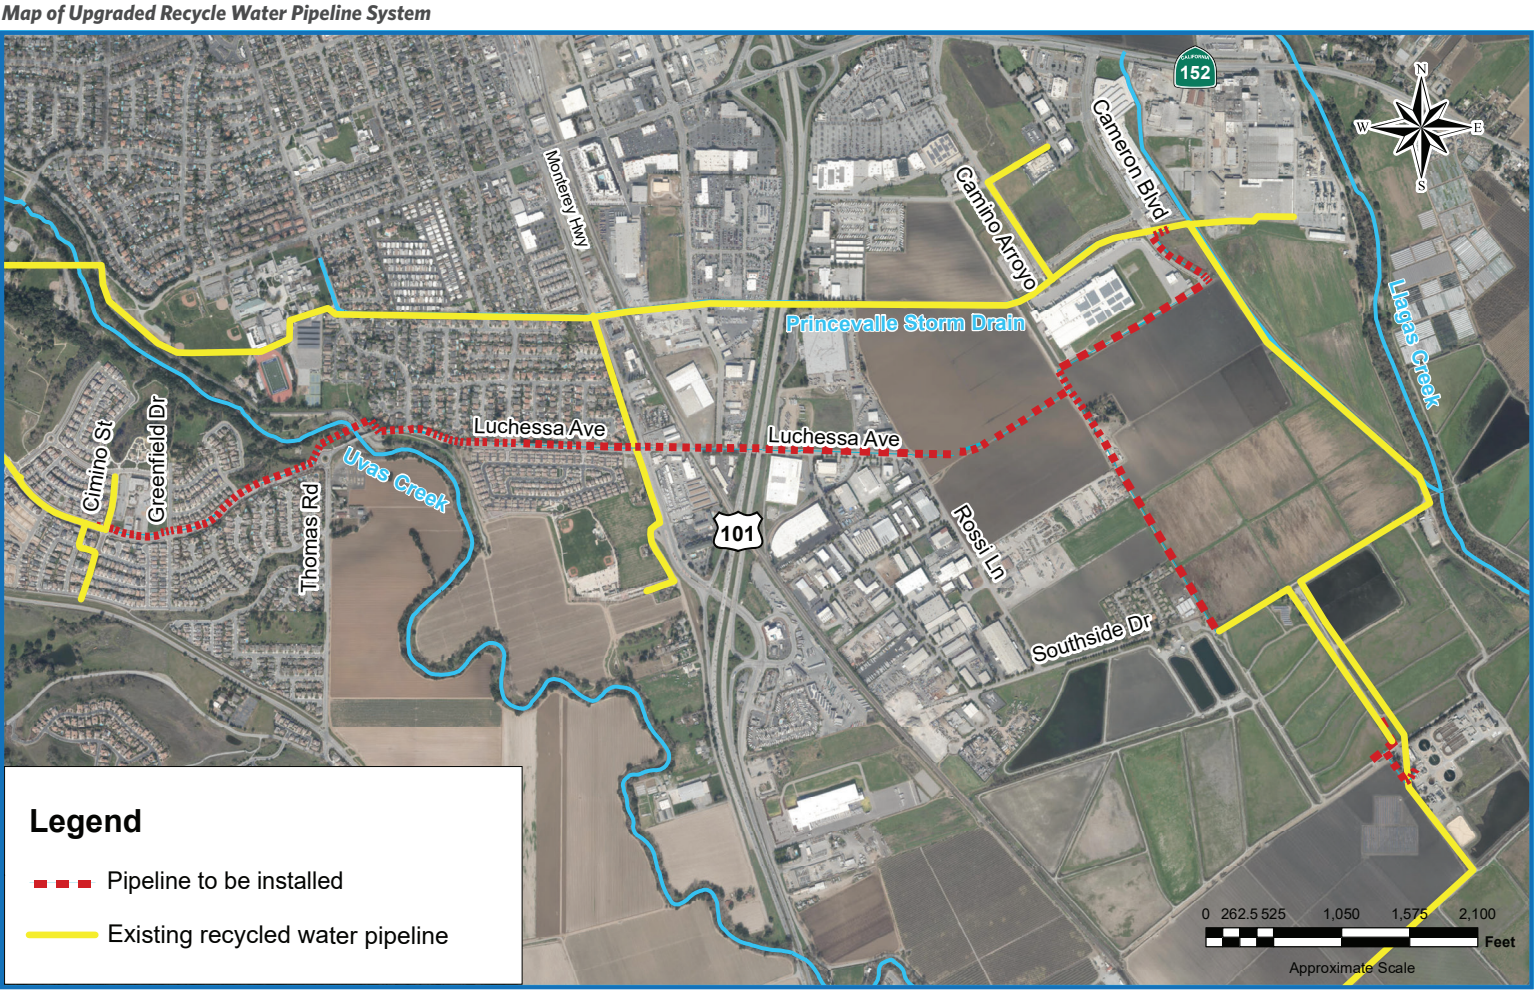 Map of Upgraded Recycle Water Pipeline System
CALIFORNIA
152
N
W
E
S
Cameron Blvd
Monterey Hwy
Camino Arroyo
Llagas Creek
Princevalle Storm Drain
Cimino St
Greenfield Dr
Luchessa Ave
Luchessa Ave
Uvas Creek
Thomas Rd
101
Rossi Ln
Southside Dr
Legend
Pipeline to be installed
Existing recycled water pipeline
0 262.5 525 1,050 1,575 2,100
Feet
Approximate Scale